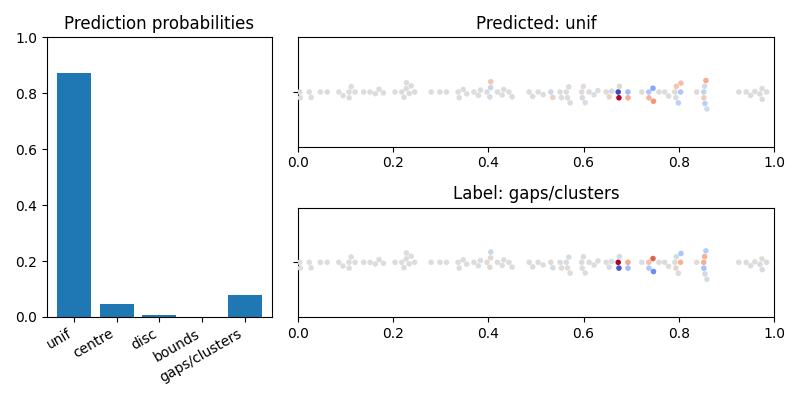 Prediction probabilities
1.0
0.8
0.6
0.4
0.2
0.0
unif
centre
disc
bounds
gaps/clusters
Predicted: unif
0.0 0.2 0.4 0.6 0.8 1.0
Label: gaps/clusters
0.0 0.2 0.4 0.6 0.8 1.0